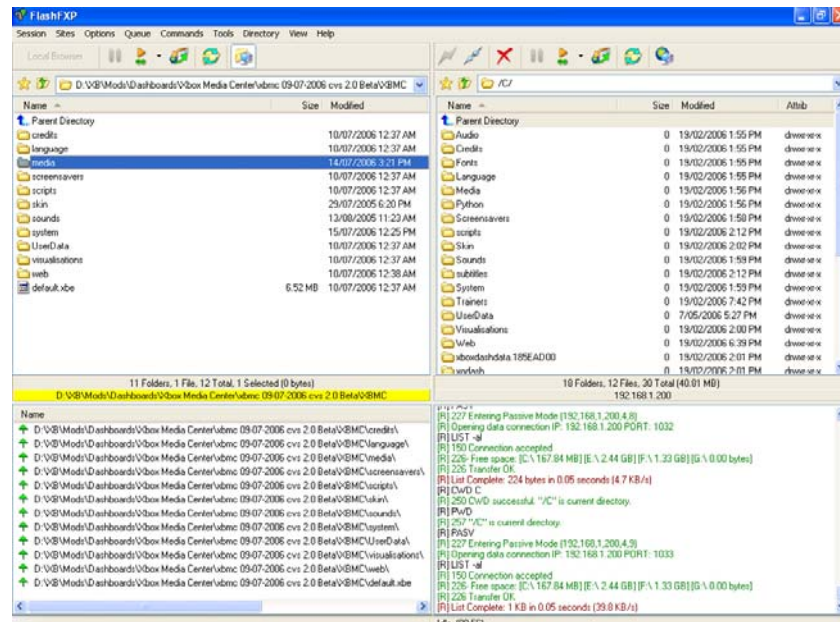 FlashFXP
Session Sites Options Queue Commands Tools Directory View Help
Local Browser
D:\XB\Mods\Dashboards\Xbox Media Center\xbmc 09-07-2006 cvs 2.0 Beta\XBMC
/C/
Name Size Modified
Parent Directory
credits 10/07/2006 12:37 AM
language 10/07/2006 12:37 AM
media 14/07/2006 3:21 PM
screensavers 10/07/2006 12:37 AM
scripts 10/07/2006 12:37 AM
skin 29/07/2005 6:20 PM
sounds 13/08/2005 11:23 AM
system 15/07/2006 12:25 PM
UserData 10/07/2006 12:37 AM
visualisations 10/07/2006 12:37 AM
web 10/07/2006 12:38 AM
default.xbe 6.52 MB 10/07/2006 12:37 AM
11 Folders, 1 File, 12 Total, 1 Selected (0 bytes)
D:\XB\Mods\Dashboards\Xbox Media Center\xbmc 09-07-2006 cvs 2.0 Beta\XBMC
Name Size Modified Attrib
Parent Directory
Audio 0 19/02/2006 1:55 PM drwxr-xr-x
Credits 0 19/02/2006 1:55 PM drwxr-xr-x
Fonts 0 19/02/2006 1:55 PM drwxr-xr-x
Language 0 19/02/2006 1:55 PM drwxr-xr-x
Media 0 19/02/2006 1:56 PM drwxr-xr-x
Python 0 19/02/2006 1:56 PM drwxr-xr-x
Screensavers 0 19/02/2006 1:58 PM drwxr-xr-x
scripts 0 19/02/2006 2:12 PM drwxr-xr-x
Skin 0 19/02/2006 2:02 PM drwxr-xr-x
Sounds 0 19/02/2006 1:59 PM drwxr-xr-x
subtitles 0 19/02/2006 2:12 PM drwxr-xr-x
System 0 19/02/2006 1:59 PM drwxr-xr-x
Trainers 0 19/02/2006 7:42 PM drwxr-xr-x
UserData 0 7/05/2006 5:27 PM drwxr-xr-x
Visualisations 0 19/02/2006 2:00 PM drwxr-xr-x
Web 0 19/02/2006 6:39 PM drwxr-xr-x
xboxdashdata.185EAD00 0 19/02/2006 2:01 PM drwxr-xr-x
xodash 0 19/02/2006 2:01 PM drwxr-xr-x
18 Folders, 12 Files, 30 Total (40.01 MB)
192.168.1.200
Name
D:\XB\Mods\Dashboards\Xbox Media Center\xbmc 09-07-2006 cvs 2.0 Beta\XBMC\credits\
D:\XB\Mods\Dashboards\Xbox Media Center\xbmc 09-07-2006 cvs 2.0 Beta\XBMC\language\
D:\XB\Mods\Dashboards\Xbox Media Center\xbmc 09-07-2006 cvs 2.0 Beta\XBMC\media\
D:\XB\Mods\Dashboards\Xbox Media Center\xbmc 09-07-2006 cvs 2.0 Beta\XBMC\screensavers\
D:\XB\Mods\Dashboards\Xbox Media Center\xbmc 09-07-2006 cvs 2.0 Beta\XBMC\scripts\
D:\XB\Mods\Dashboards\Xbox Media Center\xbmc 09-07-2006 cvs 2.0 Beta\XBMC\skin\
D:\XB\Mods\Dashboards\Xbox Media Center\xbmc 09-07-2006 cvs 2.0 Beta\XBMC\sounds\
D:\XB\Mods\Dashboards\Xbox Media Center\xbmc 09-07-2006 cvs 2.0 Beta\XBMC\system\
D:\XB\Mods\Dashboards\Xbox Media Center\xbmc 09-07-2006 cvs 2.0 Beta\XBMC\UserData\
D:\XB\Mods\Dashboards\Xbox Media Center\xbmc 09-07-2006 cvs 2.0 Beta\XBMC\visualisations\
D:\XB\Mods\Dashboards\Xbox Media Center\xbmc 09-07-2006 cvs 2.0 Beta\XBMC\web\
D:\XB\Mods\Dashboards\Xbox Media Center\xbmc 09-07-2006 cvs 2.0 Beta\XBMC\default.xbe
[R] PASV
[R] 227 Entering Passive Mode (192,168,1,200,4,8)
[R] Opening data connection IP: 192.168.1.200 PORT: 1032
[R] LIST -al
[R] 150 Connection accepted
[R] 226- Free space: [C:\ 167.84 MB] [E:\ 2.44 GB] [F:\ 1.33 GB] [G:\ 0.00 bytes]
[R] 226 Transfer OK
[R] List Complete: 224 bytes in 0.05 seconds (4.7 KB/s)
[R] CWD C
[R] 250 CWD successful. "/C" is current directory.
[R] PWD
[R] 257 "/C" is current directory.
[R] PASV
[R] 227 Entering Passive Mode (192,168,1,200,4,9)
[R] Opening data connection IP: 192.168.1.200 PORT: 1033
[R] LIST -al
[R] 150 Connection accepted
[R] 226- Free space: [C:\ 167.84 MB] [E:\ 2.44 GB] [F:\ 1.33 GB] [G:\ 0.00 bytes]
[R] 226 Transfer OK
[R] List Complete: 1 KB in 0.05 seconds (39.8 KB/s)